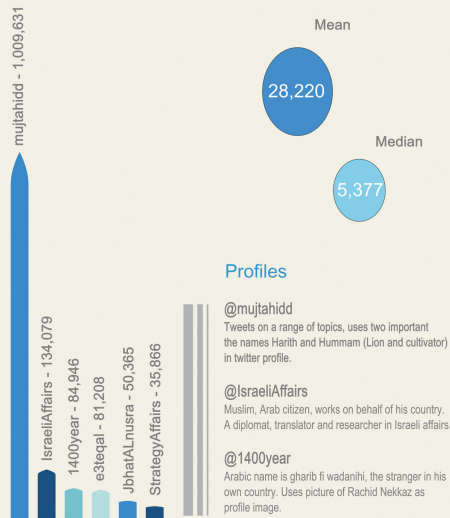 mujtahidd - 1,009,631
IsraeliAffairs - 134,079
1400year - 84,946
e3teqal - 81,208
JbhatALnusra - 50,365
StrategyAffairs - 35,866
Mean
28,220
Median
5,377
Profiles
@mujtahidd
Tweets on a range of topics, uses two important
the names Harith and Hummam (Lion and cultivator)
in twitter profile.
@IsraeliAffairs
Muslim, Arab citizen, works on behalf of his country.
A diplomat, translator and researcher in Israeli affairs
@1400year
Arabic name is gharib fi wadanihi, the stranger in his
own country. Uses picture of Rachid Nekkaz as
profile image.